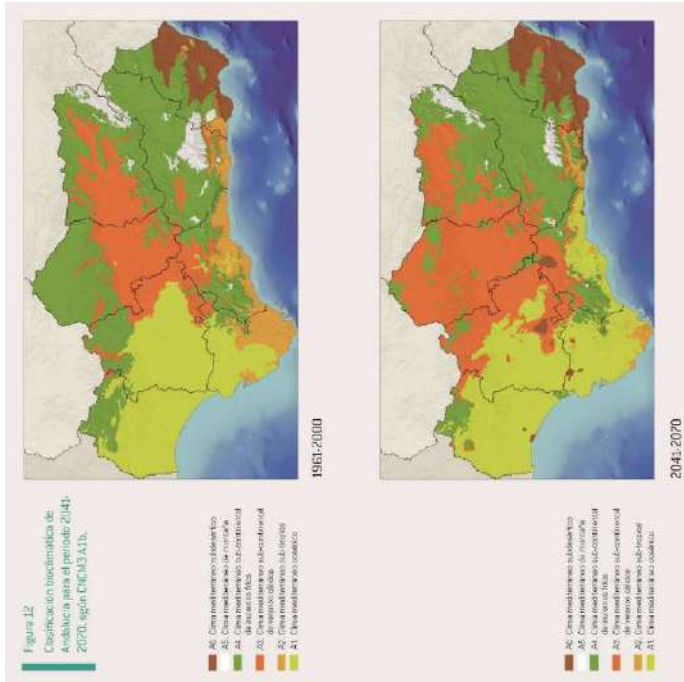 Figura 12
Clasificación bioclimática de
Andalucía para el periodo 2041-
2070, según CNCM3 A1b.
A6. Clima mediterráneo subdesértico
A5. Clima mediterráneo de montaña
A4. Clima mediterráneo sub-continental
de inviernos fríos
A3. Clima mediterráneo sub-continental
de veranos cálidos
A2. Clima mediterráneo sub-tropical
A1. Clima mediterráneo oceánico
1961-2000
A6. Clima mediterráneo subdesértico
A5. Clima mediterráneo de montaña
A4. Clima mediterráneo sub-continental
de inviernos fríos
A3. Clima mediterráneo sub-continental
de veranos cálidos
A2. Clima mediterráneo sub-tropical
A1. Clima mediterráneo oceánico
2041-2070